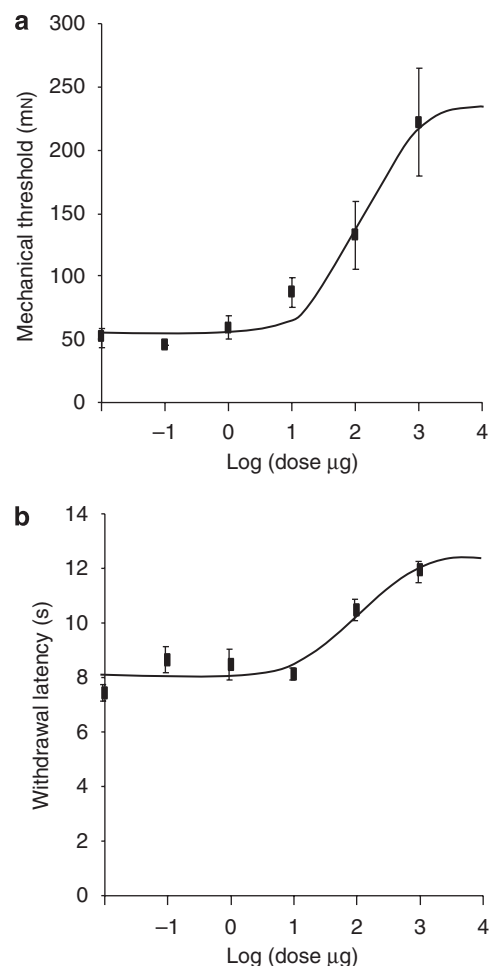 a
Mechanical threshold (mN)
300
250
200
150
100
50
0
–1 0 1 2 3 4
Log (dose μg)
b
Withdrawal latency (s)
14
12
10
8
6
4
2
0
–1 0 1 2 3 4
Log (dose μg)